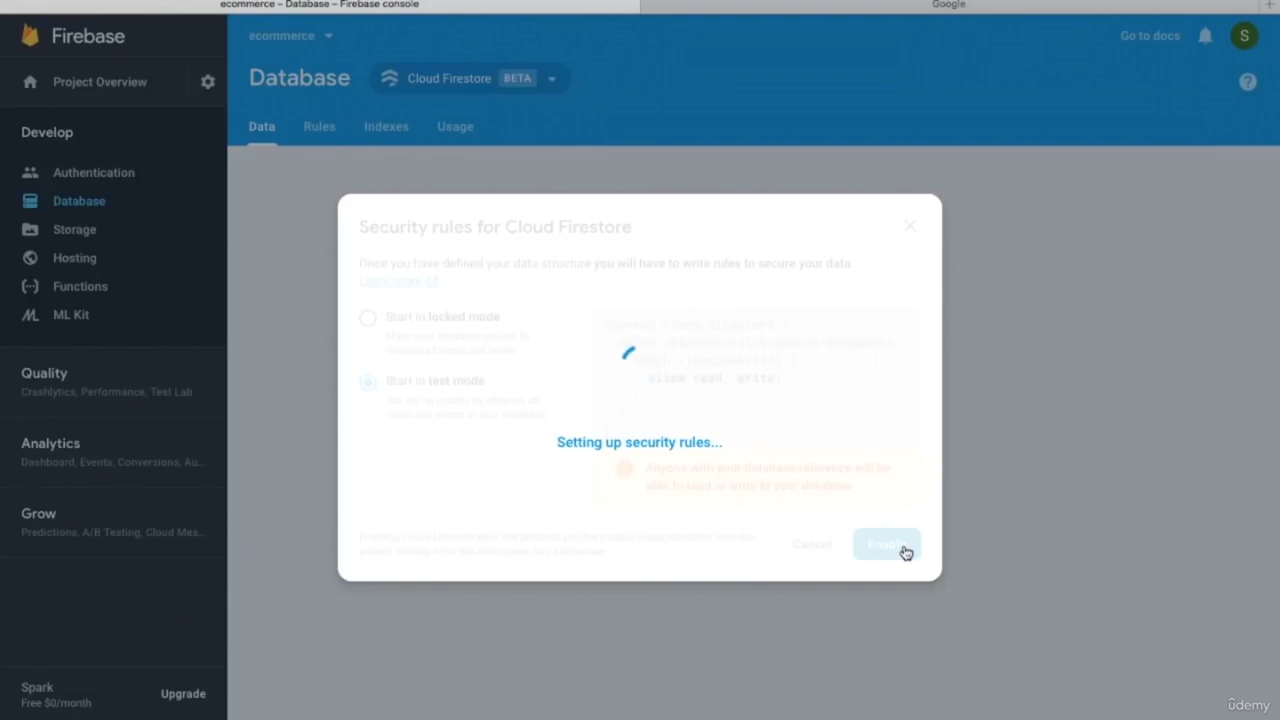 ecommerce – Database – Firebase console
Google
Firebase
ecommerce
Go to docs
S
Project Overview
Database
Cloud Firestore BETA
Data Rules Indexes Usage
Develop
Authentication
Database
Storage
Hosting
Functions
ML Kit
Quality
Crashlytics, Performance, Test Lab
Analytics
Dashboard, Events, Conversions, Au...
Grow
Predictions, A/B Testing, Cloud Mes...
Spark
Free $0/month
Upgrade
Security rules for Cloud Firestore
Once you have defined your data structure you will have to write rules to secure your data
Learn more
Start in locked mode
Start in test mode
allow read, write;
Setting up security rules...
Anyone with your database reference will be
able to read or write to your database
Cancel
Enable
ûdemy